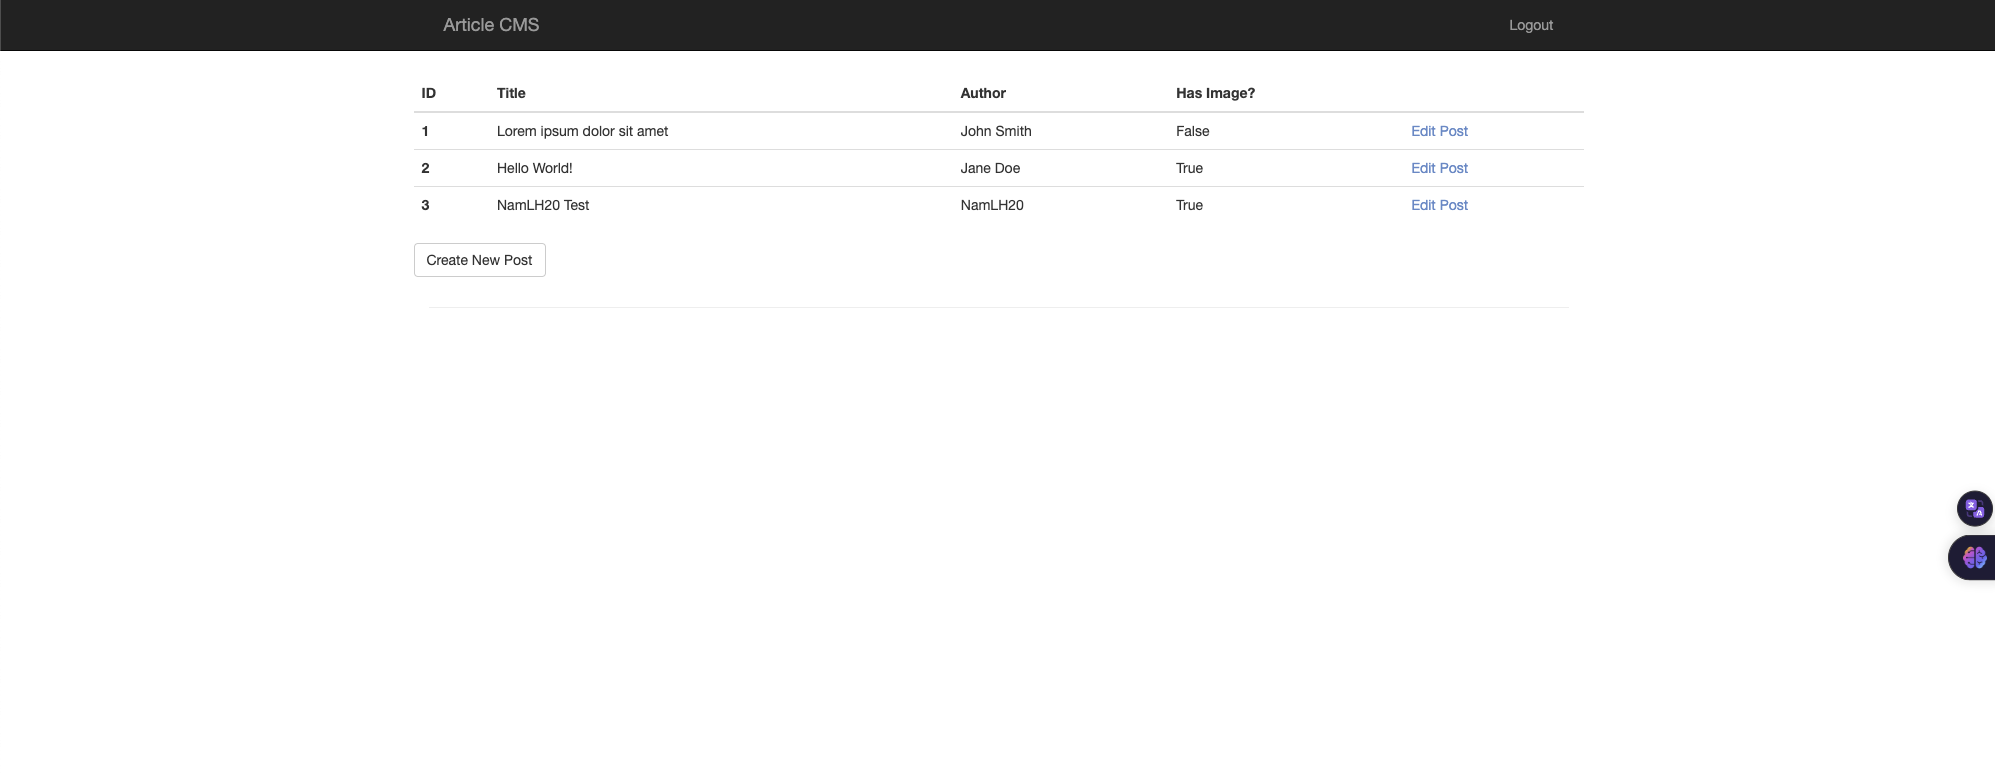 Article CMS Logout
ID Title Author Has Image?
1 Lorem ipsum dolor sit amet John Smith False Edit Post
2 Hello World! Jane Doe True Edit Post
3 NamLH20 Test NamLH20 True Edit Post
Create New Post